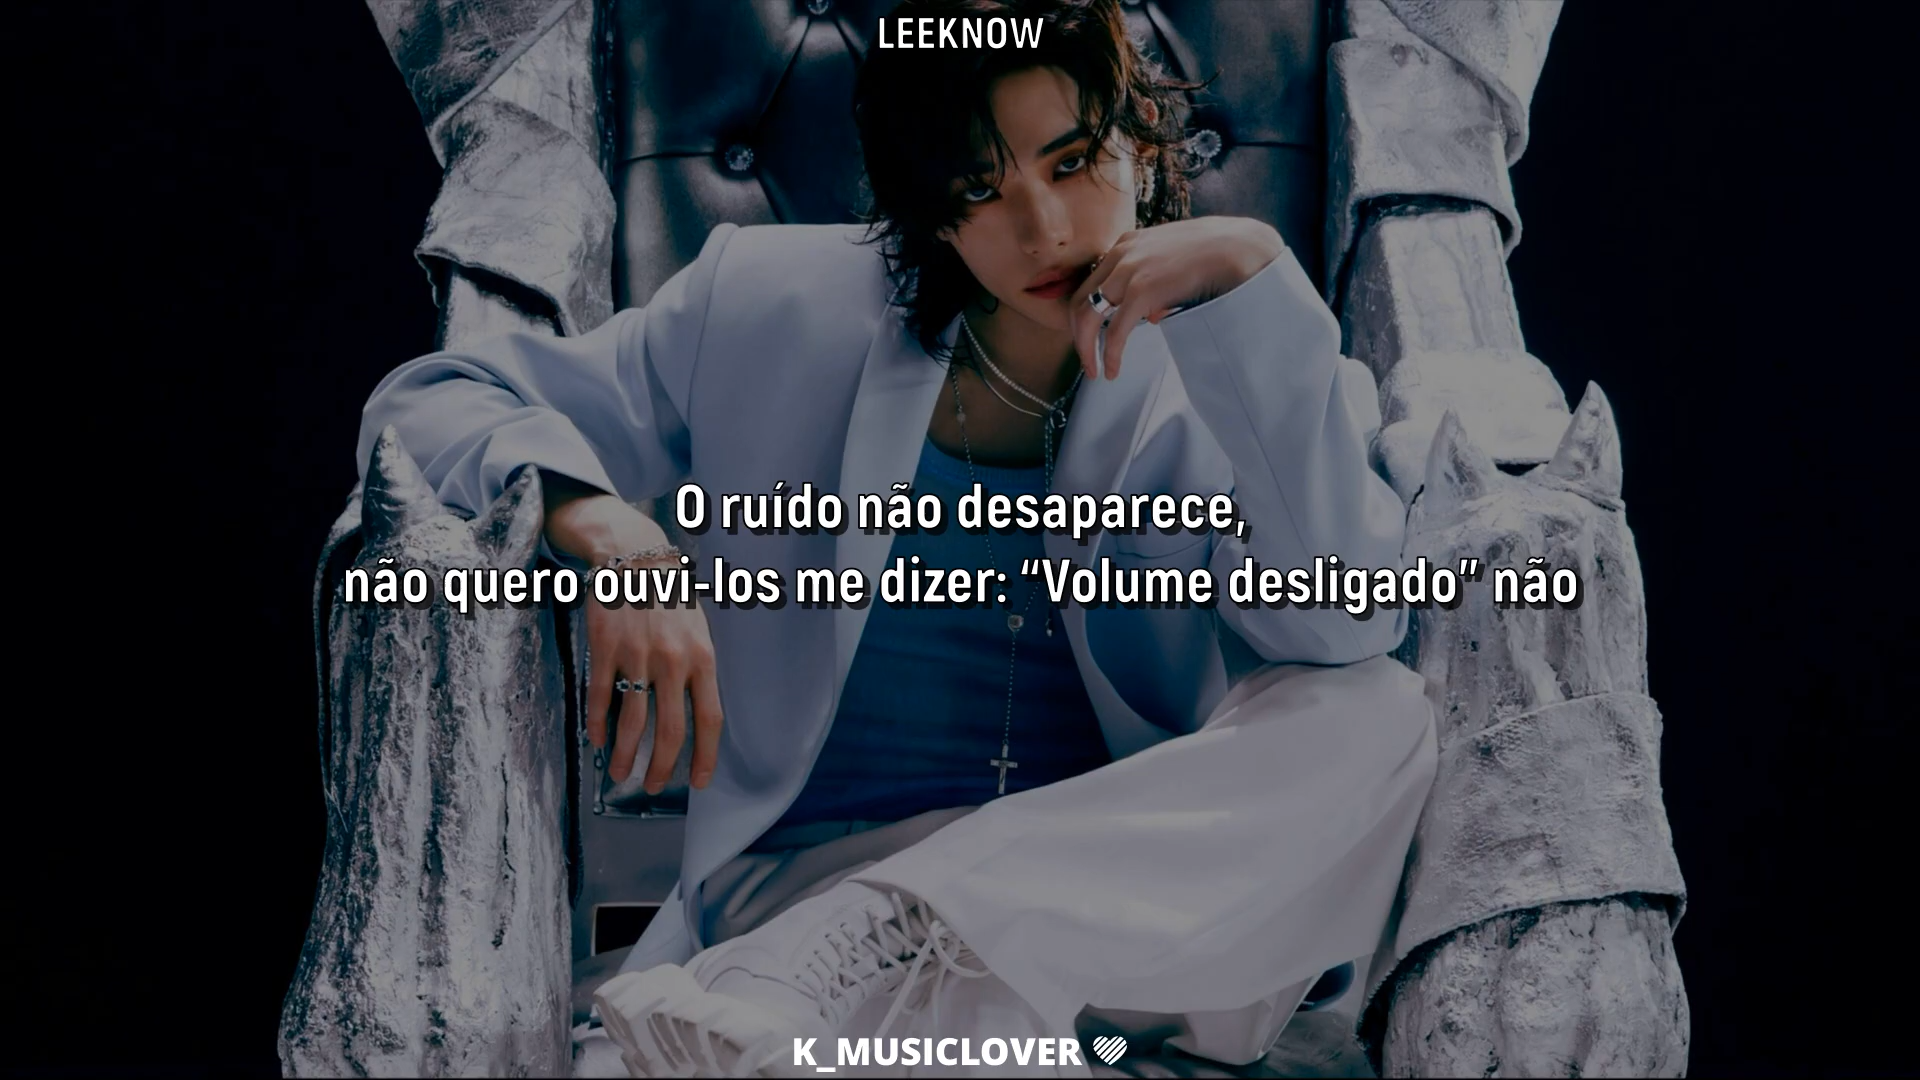 LEEKNOW
O ruído não desaparece,
não quero ouvi-los me dizer: “Volume desligado” não
K_MUSICLOVER